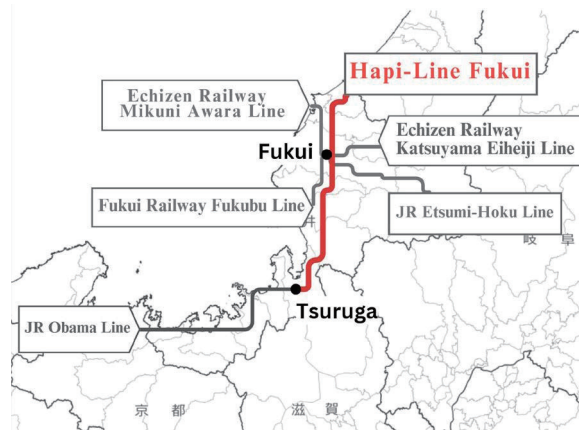 Hapi-Line Fukui
Echizen Railway
Mikuni Awara Line
Echizen Railway
Katsuyama Eiheiji Line
Fukui
Fukui Railway Fukubu Line
JR Etsumi-Hoku Line
井
岐阜
Tsuruga
JR Obama Line
京都
滋賀